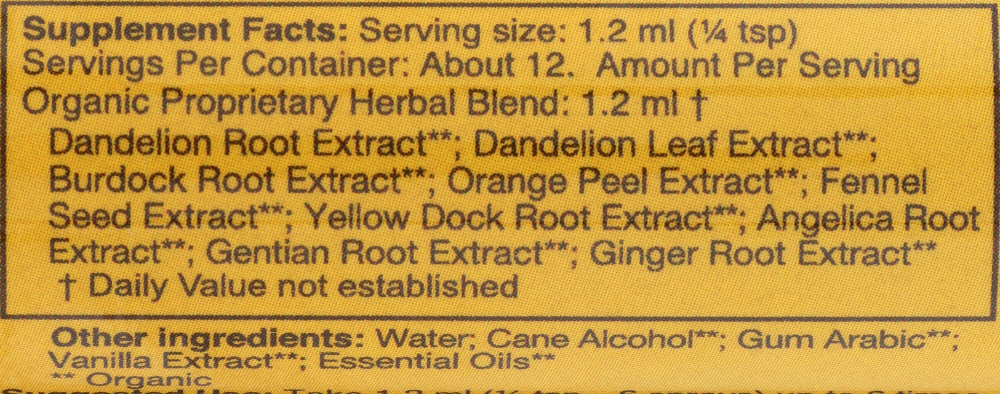 Supplement Facts: Serving size: 1.2 ml (¼ tsp)
Servings Per Container: About 12. Amount Per Serving
Organic Proprietary Herbal Blend: 1.2 ml †
Dandelion Root Extract**; Dandelion Leaf Extract**;
Burdock Root Extract**; Orange Peel Extract**; Fennel
Seed Extract**; Yellow Dock Root Extract**; Angelica Root
Extract**; Gentian Root Extract**; Ginger Root Extract**
† Daily Value not established
Other ingredients: Water; Cane Alcohol**; Gum Arabic**;
Vanilla Extract**; Essential Oils**
** Organic